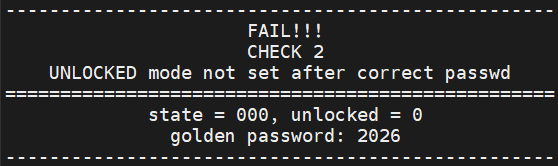 --------------------------------------------------
FAIL!!!
CHECK 2
UNLOCKED mode not set after correct passwd
==================================================
state = 000, unlocked = 0
golden password: 2026
--------------------------------------------------